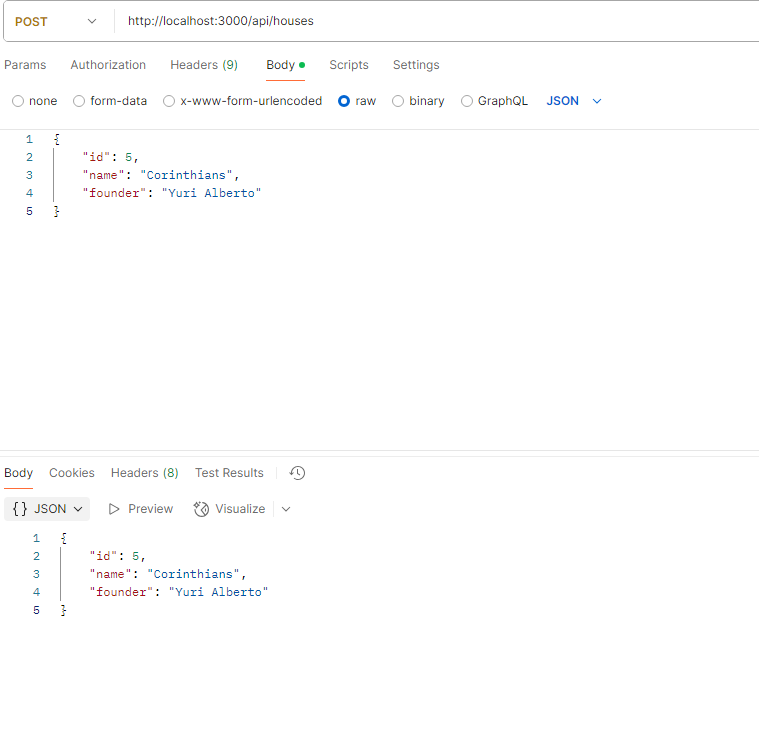 POST http://localhost:3000/api/houses
Params Authorization Headers (9) Body Scripts Settings
none form-data x-www-form-urlencoded raw binary GraphQL JSON
1 {
2 "id": 5,
3 "name": "Corinthians",
4 "founder": "Yuri Alberto"
5 }
Body Cookies Headers (8) Test Results
{} JSON Preview Visualize
1 {
2 "id": 5,
3 "name": "Corinthians",
4 "founder": "Yuri Alberto"
5 }